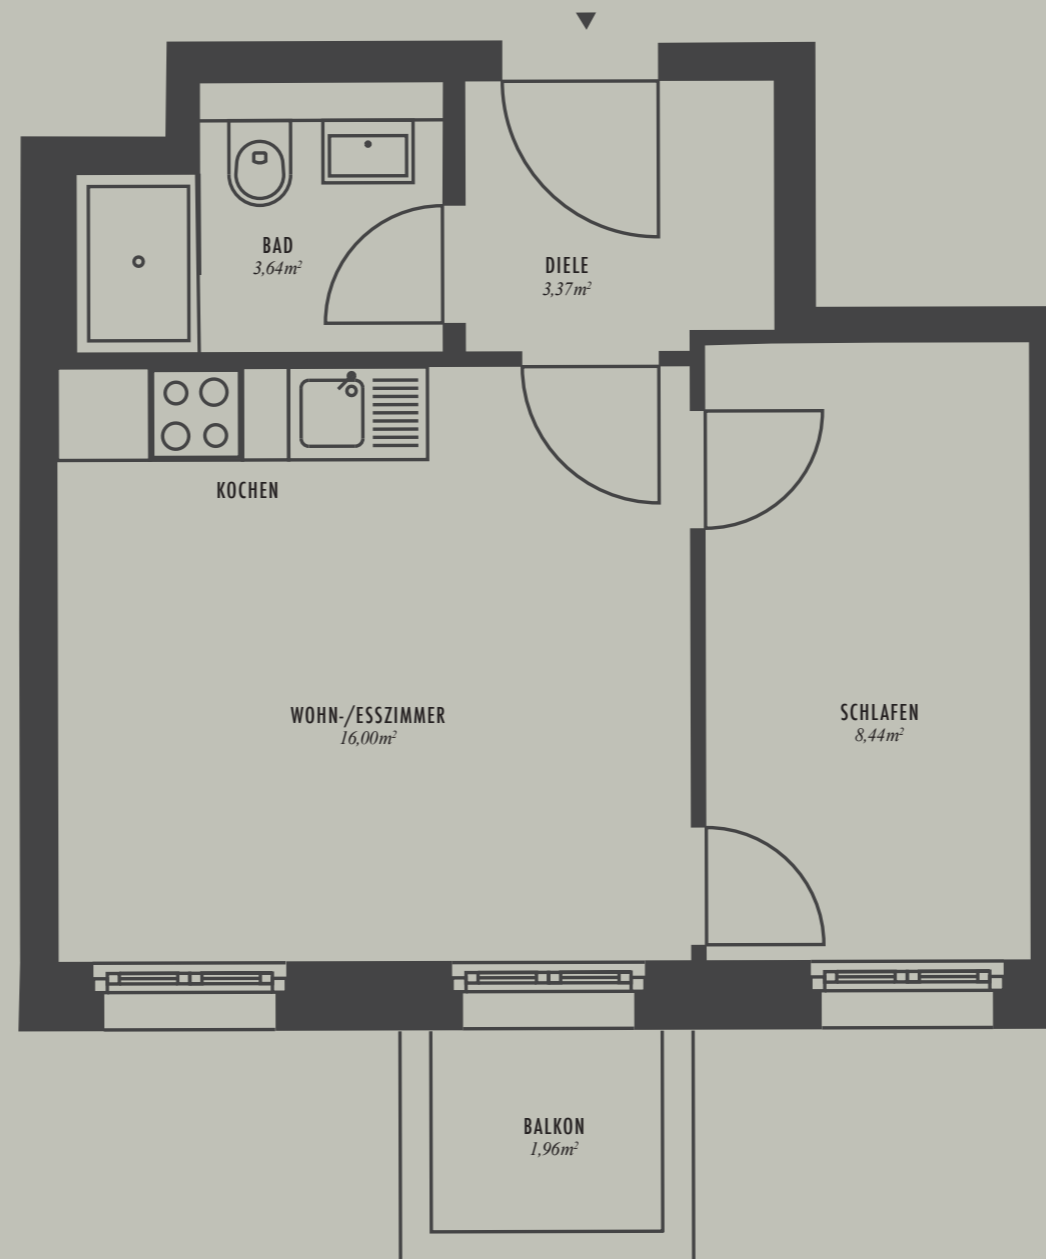 BAD
3,64m²
DIELE
3,37m²
KOCHEN
WOHN-/ESSZIMMER
16,00m²
SCHLAFEN
8,44m²
BALKON
1,96m²